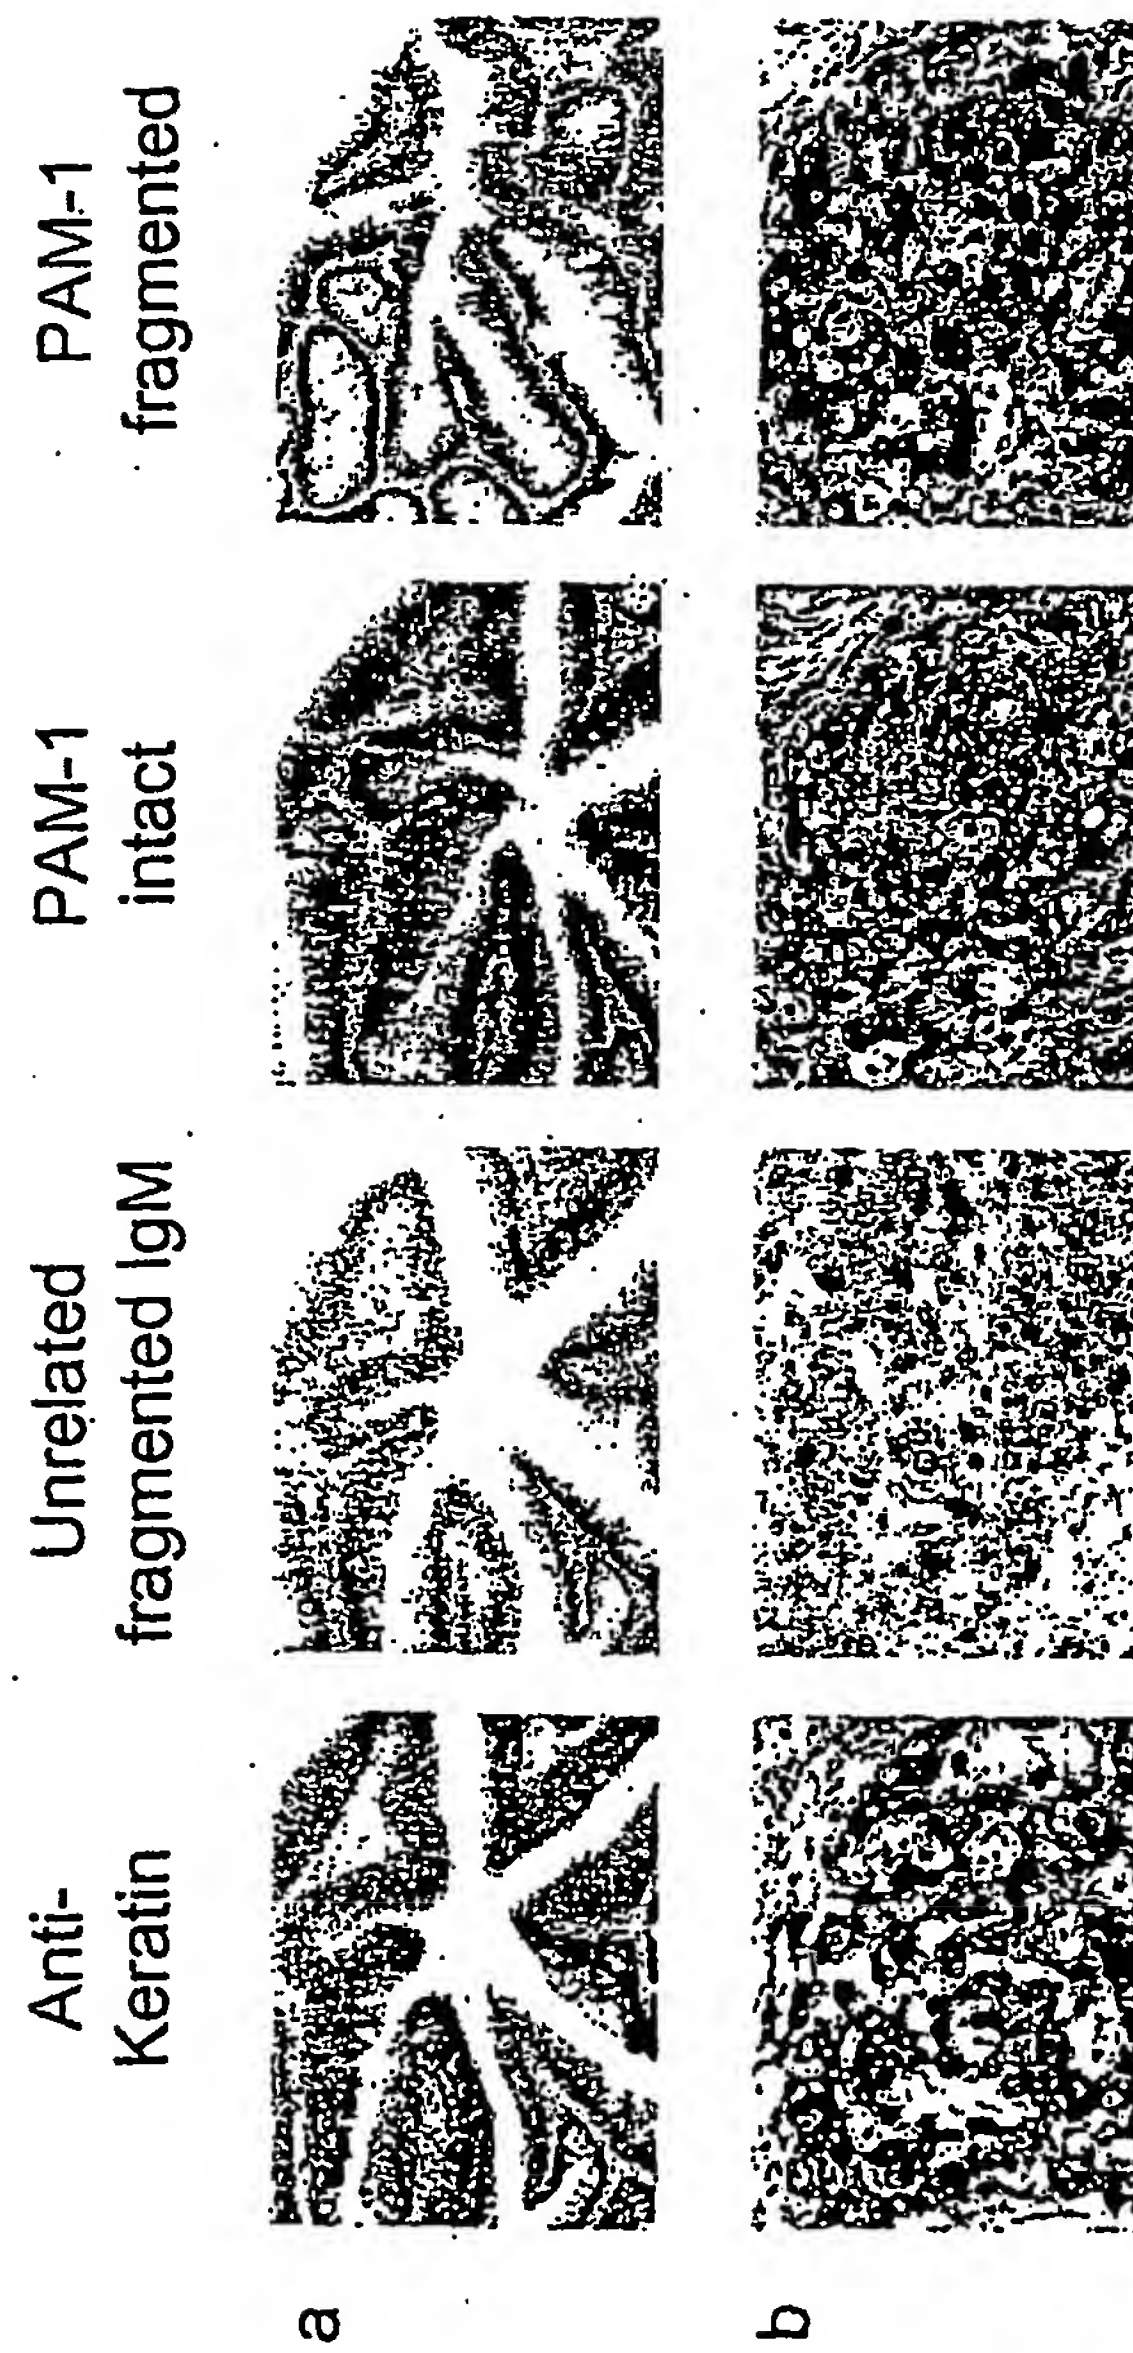 Anti-
Keratin
Unrelated
fragmented IgM
PAM-1
intact
PAM-1
fragmented
a
b